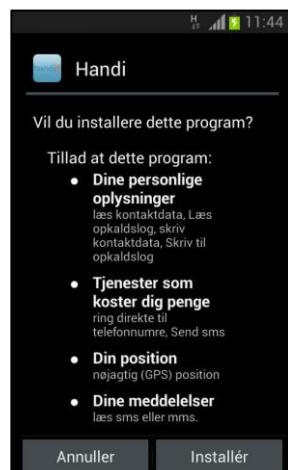 H 11:44
Handi
Vil du installere dette program?
Tillad at dette program:
Dine personlige
oplysninger
læs kontaktdata, Læs
opkaldslog, skriv
kontaktdata, Skriv til
opkaldslog
Tjenester som
koster dig penge
ring direkte til
telefonnumre, Send sms
Din position
nøjagtig (GPS) position
Dine meddelelser
læs sms eller mms.
Annuller Installér